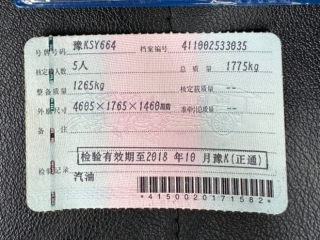 号牌号码 豫KSY664 档案编号 411002533035
核定载人数 5人 总质量 1775kg
整备质量 1265kg 核定载质量 --
外廓尺寸 4605×1765×1460mm 准牵引总质量 --
备注
检验有效期至2018年10月豫K(正通)
检验记录 汽油
*4150020171582*